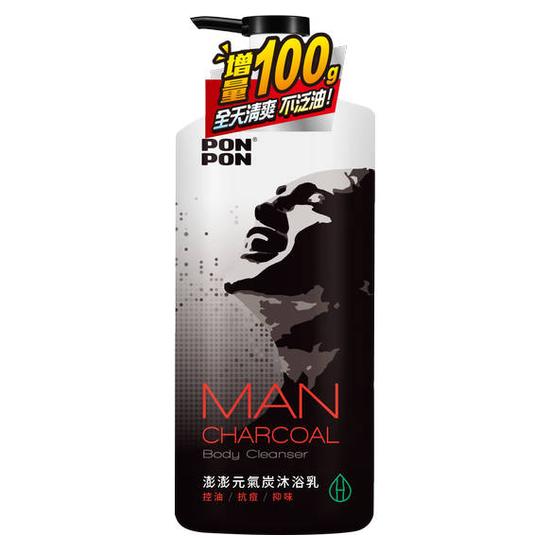 增量100g
全天清爽 不泛油!
PON®
PON
MAN
CHARCOAL
Body Cleanser
澎澎元氣炭沐浴乳
控油 / 抗痘 / 抑味